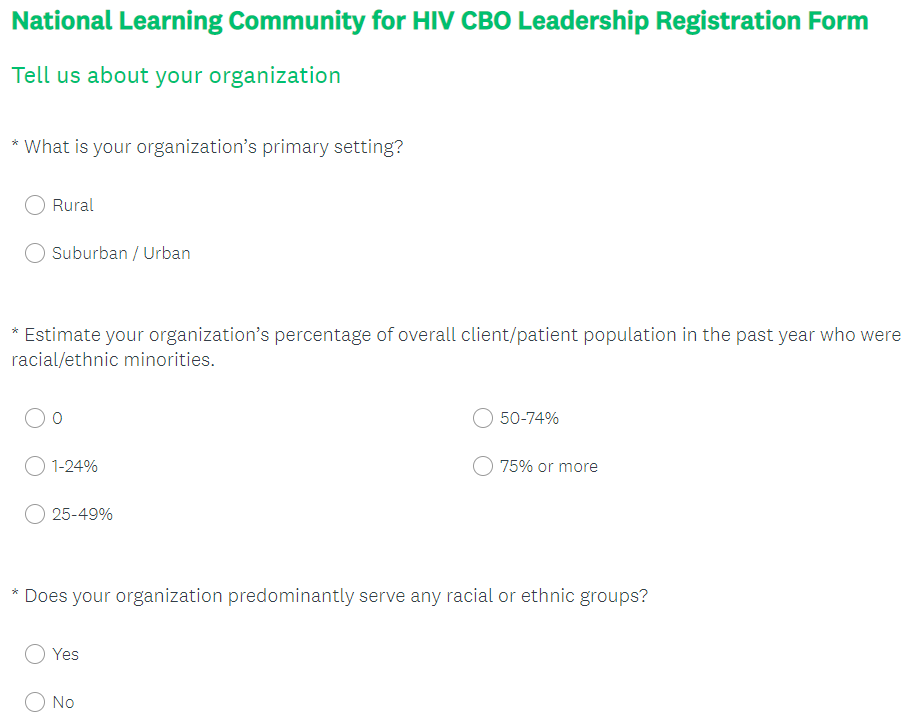 National Learning Community for HIV CBO Leadership Registration Form
Tell us about your organization
* What is your organization’s primary setting?
Rural
Suburban / Urban
* Estimate your organization’s percentage of overall client/patient population in the past year who were
racial/ethnic minorities.
0
1-24%
25-49%
50-74%
75% or more
* Does your organization predominantly serve any racial or ethnic groups?
Yes
No